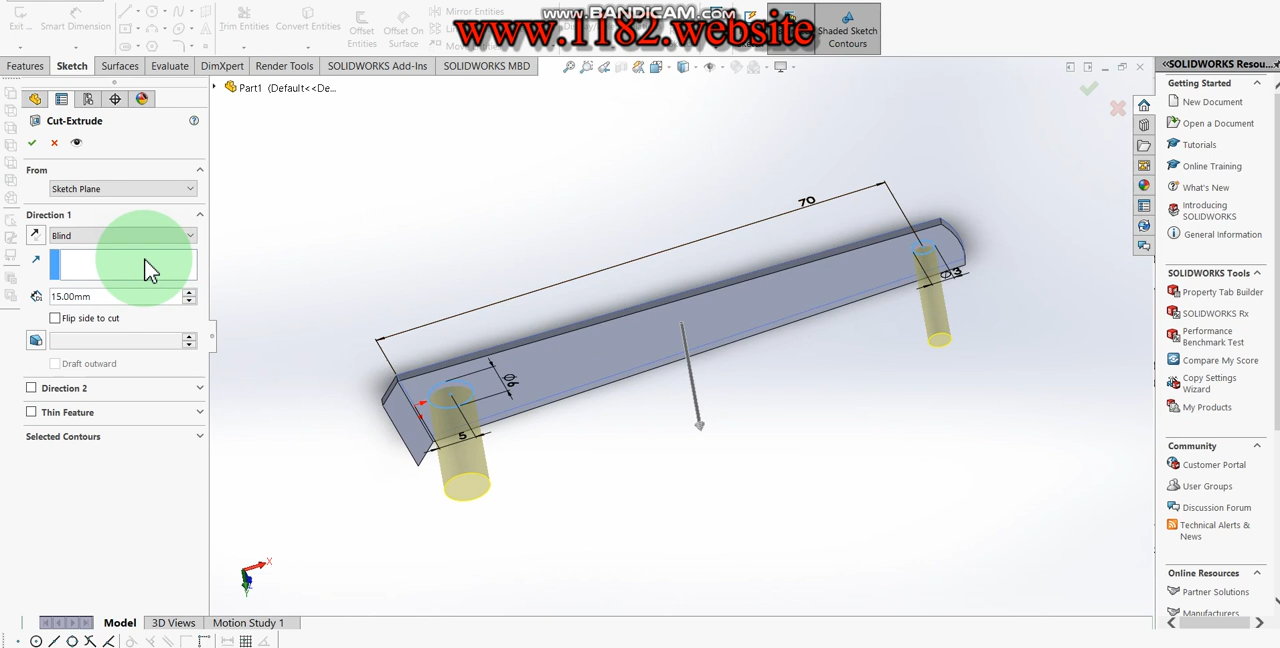 www.BANDICAM.com
www.1182.website
Exit ...
Smart Dimension
Trim Entities
Convert Entities
Offset Entities
Offset On Surface
Mirror Entities
Shaded Sketch Contours
Features
Sketch
Surfaces
Evaluate
DimXpert
Render Tools
SOLIDWORKS Add-Ins
SOLIDWORKS MBD
Part1 (Default<<De...
Cut-Extrude
From
Sketch Plane
Direction 1
Blind
15.00mm
Flip side to cut
Draft outward
Direction 2
Thin Feature
Selected Contours
70
Ø3
Ø6
5
X
Y
Model
3D Views
Motion Study 1
SOLIDWORKS Resou...
Getting Started
New Document
Open a Document
Tutorials
Online Training
What's New
Introducing SOLIDWORKS
General Information
SOLIDWORKS Tools
Property Tab Builder
SOLIDWORKS Rx
Performance Benchmark Test
Compare My Score
Copy Settings Wizard
My Products
Community
Customer Portal
User Groups
Discussion Forum
Technical Alerts & News
Online Resources
Partner Solutions
Manufacturers